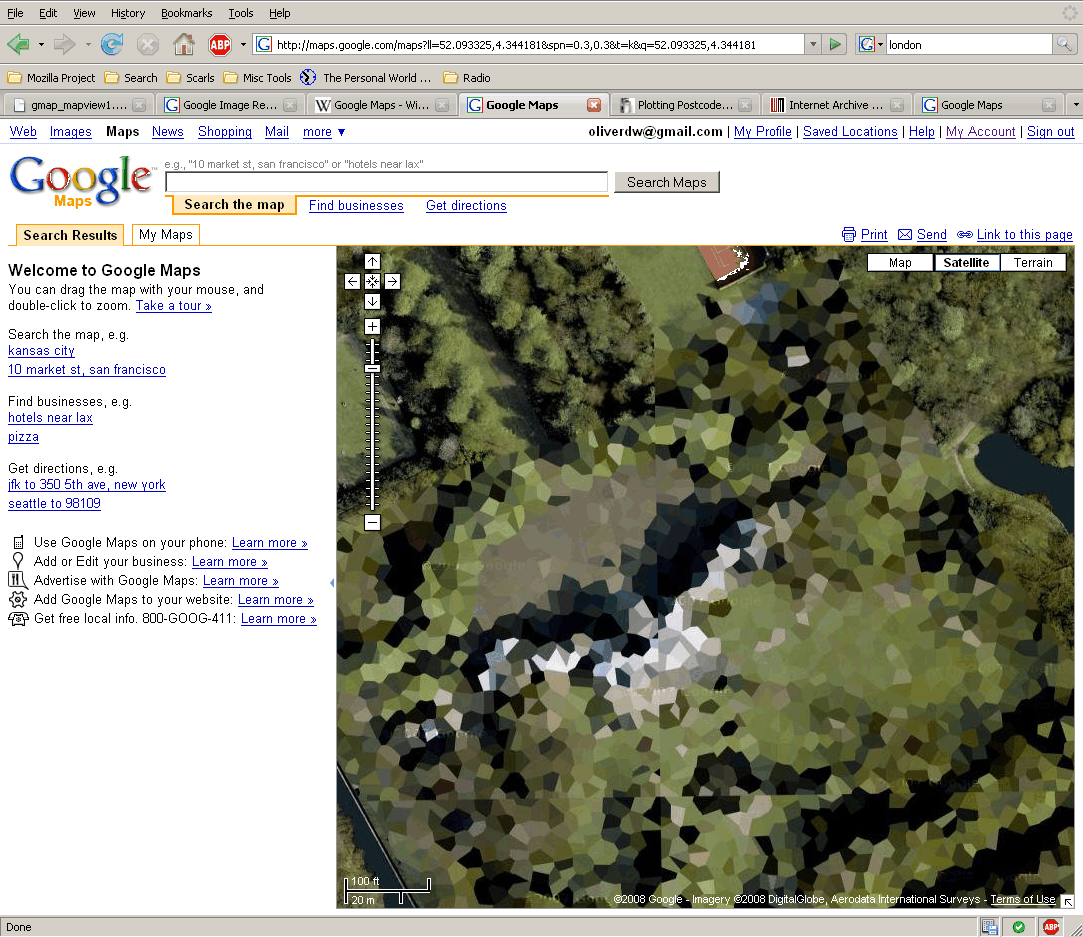 File Edit View History Bookmarks Tools Help
ABP G http://maps.google.com/maps?ll=52.093325,4.344181&spn=0.3,0.3&t=k&q=52.093325,4.344181 G london
Mozilla Project Search Scarls Misc Tools The Personal World ... Radio
gmap_mapview1.... Google Image Re... W Google Maps - Wi... Google Maps Plotting Postcode... Internet Archive ... Google Maps
Web Images Maps News Shopping Mail more ▼ oliverdw@gmail.com | My Profile | Saved Locations | Help | My Account | Sign out
Google Maps
e.g., "10 market st, san francisco" or "hotels near lax"
Search Maps
Search the map Find businesses Get directions
Search Results My Maps Print Send Link to this page
Map Satellite Terrain
Welcome to Google Maps
You can drag the map with your mouse, and
double-click to zoom. Take a tour »
Search the map, e.g.
kansas city
10 market st, san francisco
Find businesses, e.g.
hotels near lax
pizza
Get directions, e.g.
jfk to 350 5th ave, new york
seattle to 98109
Use Google Maps on your phone: Learn more »
Add or Edit your business: Learn more »
Advertise with Google Maps: Learn more »
Add Google Maps to your website: Learn more »
Get free local info. 800-GOOG-411: Learn more »
100 ft
20 m
©2008 Google - Imagery ©2008 DigitalGlobe, Aerodata International Surveys - Terms of Use
Done ABP